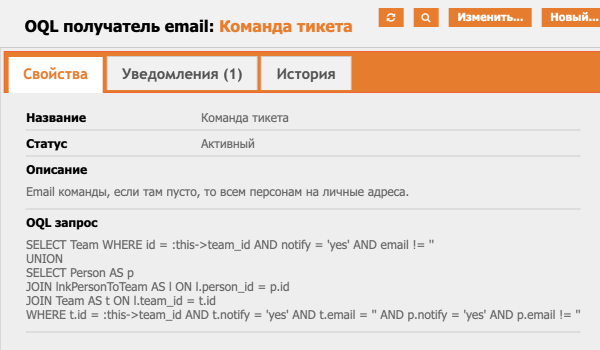 OQL получатель email: Команда тикета
Изменить...
Новый...
Свойства
Уведомления (1)
История
Название Команда тикета
Статус Активный
Описание
Email команды, если там пусто, то всем персонам на личные адреса.
OQL запрос
SELECT Team WHERE id = :this->team_id AND notify = 'yes' AND email != ''
UNION
SELECT Person AS p
JOIN lnkPersonToTeam AS l ON l.person_id = p.id
JOIN Team AS t ON l.team_id = t.id
WHERE t.id = :this->team_id AND t.notify = 'yes' AND t.email = '' AND p.notify = 'yes' AND p.email != ''